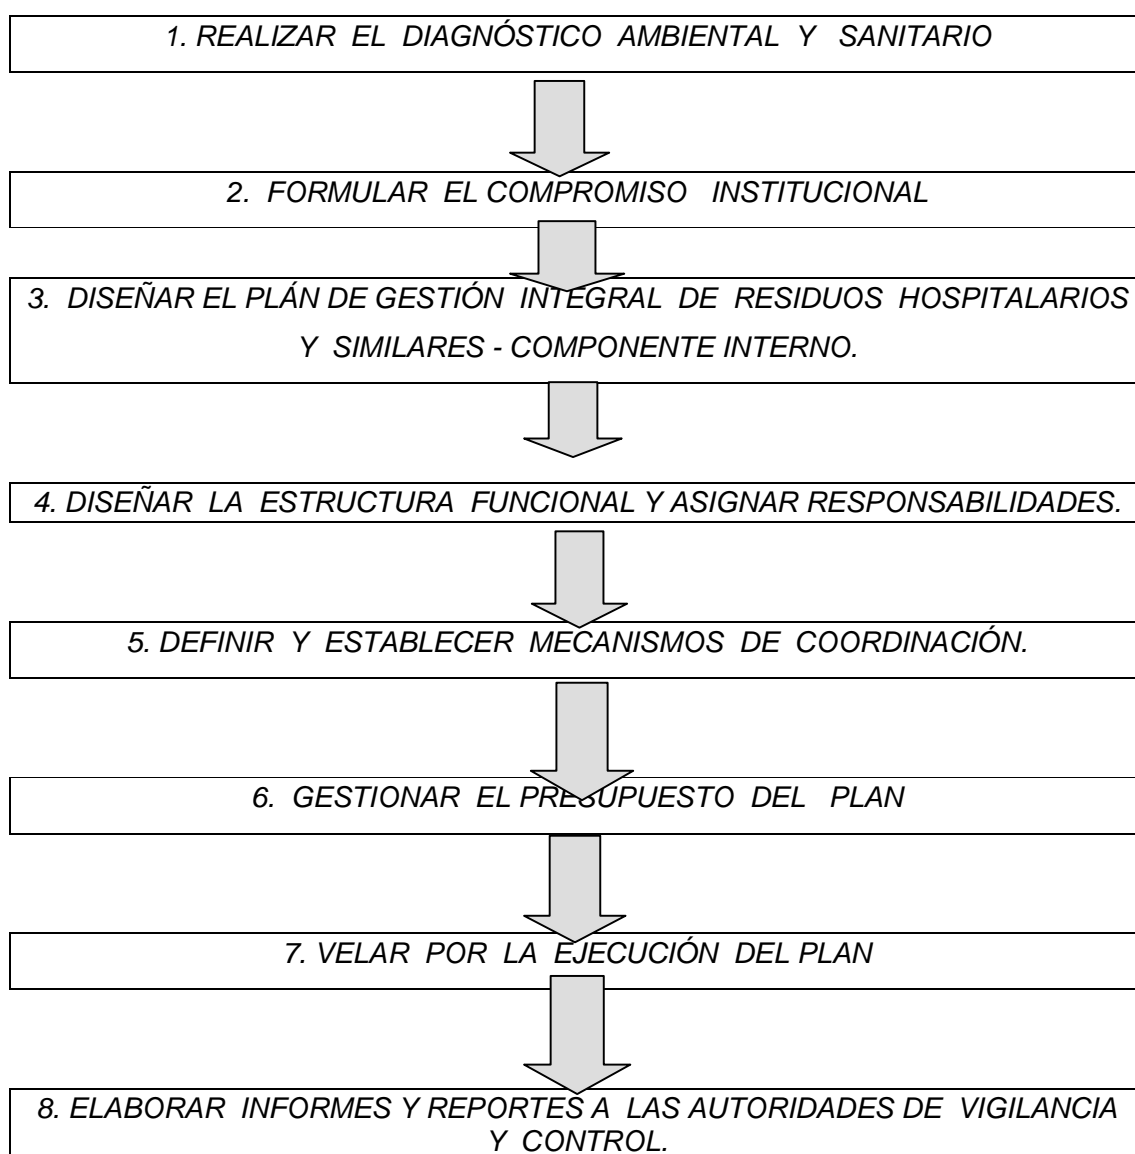 1. REALIZAR EL DIAGNÓSTICO AMBIENTAL Y SANITARIO
2. FORMULAR EL COMPROMISO INSTITUCIONAL
3. DISEÑAR EL PLÁN DE GESTIÓN INTEGRAL DE RESIDUOS HOSPITALARIOS
Y SIMILARES - COMPONENTE INTERNO.
4. DISEÑAR LA ESTRUCTURA FUNCIONAL Y ASIGNAR RESPONSABILIDADES.
5. DEFINIR Y ESTABLECER MECANISMOS DE COORDINACIÓN.
6. GESTIONAR EL PRESUPUESTO DEL PLAN
7. VELAR POR LA EJECUCIÓN DEL PLAN
8. ELABORAR INFORMES Y REPORTES A LAS AUTORIDADES DE VIGILANCIA
Y CONTROL.